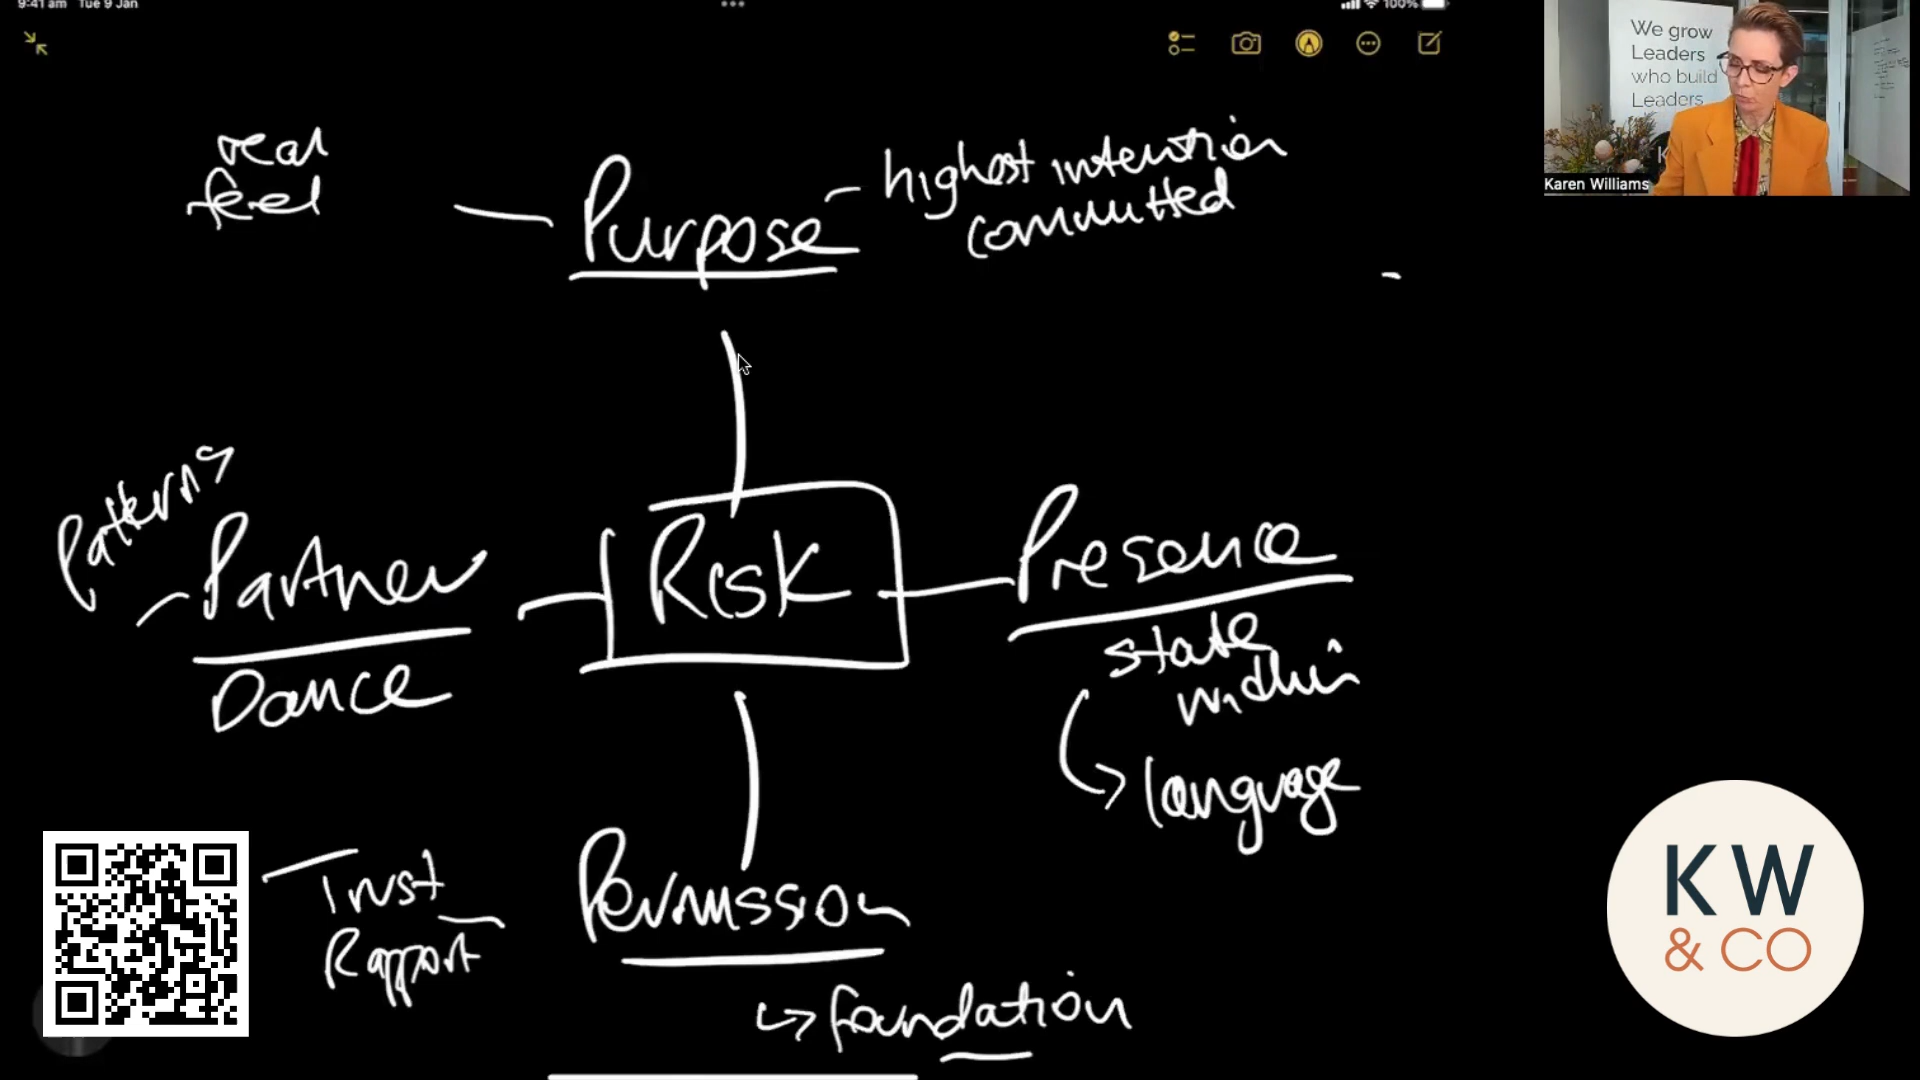 9:41 am Tue 9 Jan
100%
We grow
Leaders
who build
Leaders
Karen Williams
real
feel
Purpose
highest intention
committed
Patterns
Partner
Dance
Risk
Presence
state
within
language
Trust
Rapport
Permission
foundation
KW
& CO